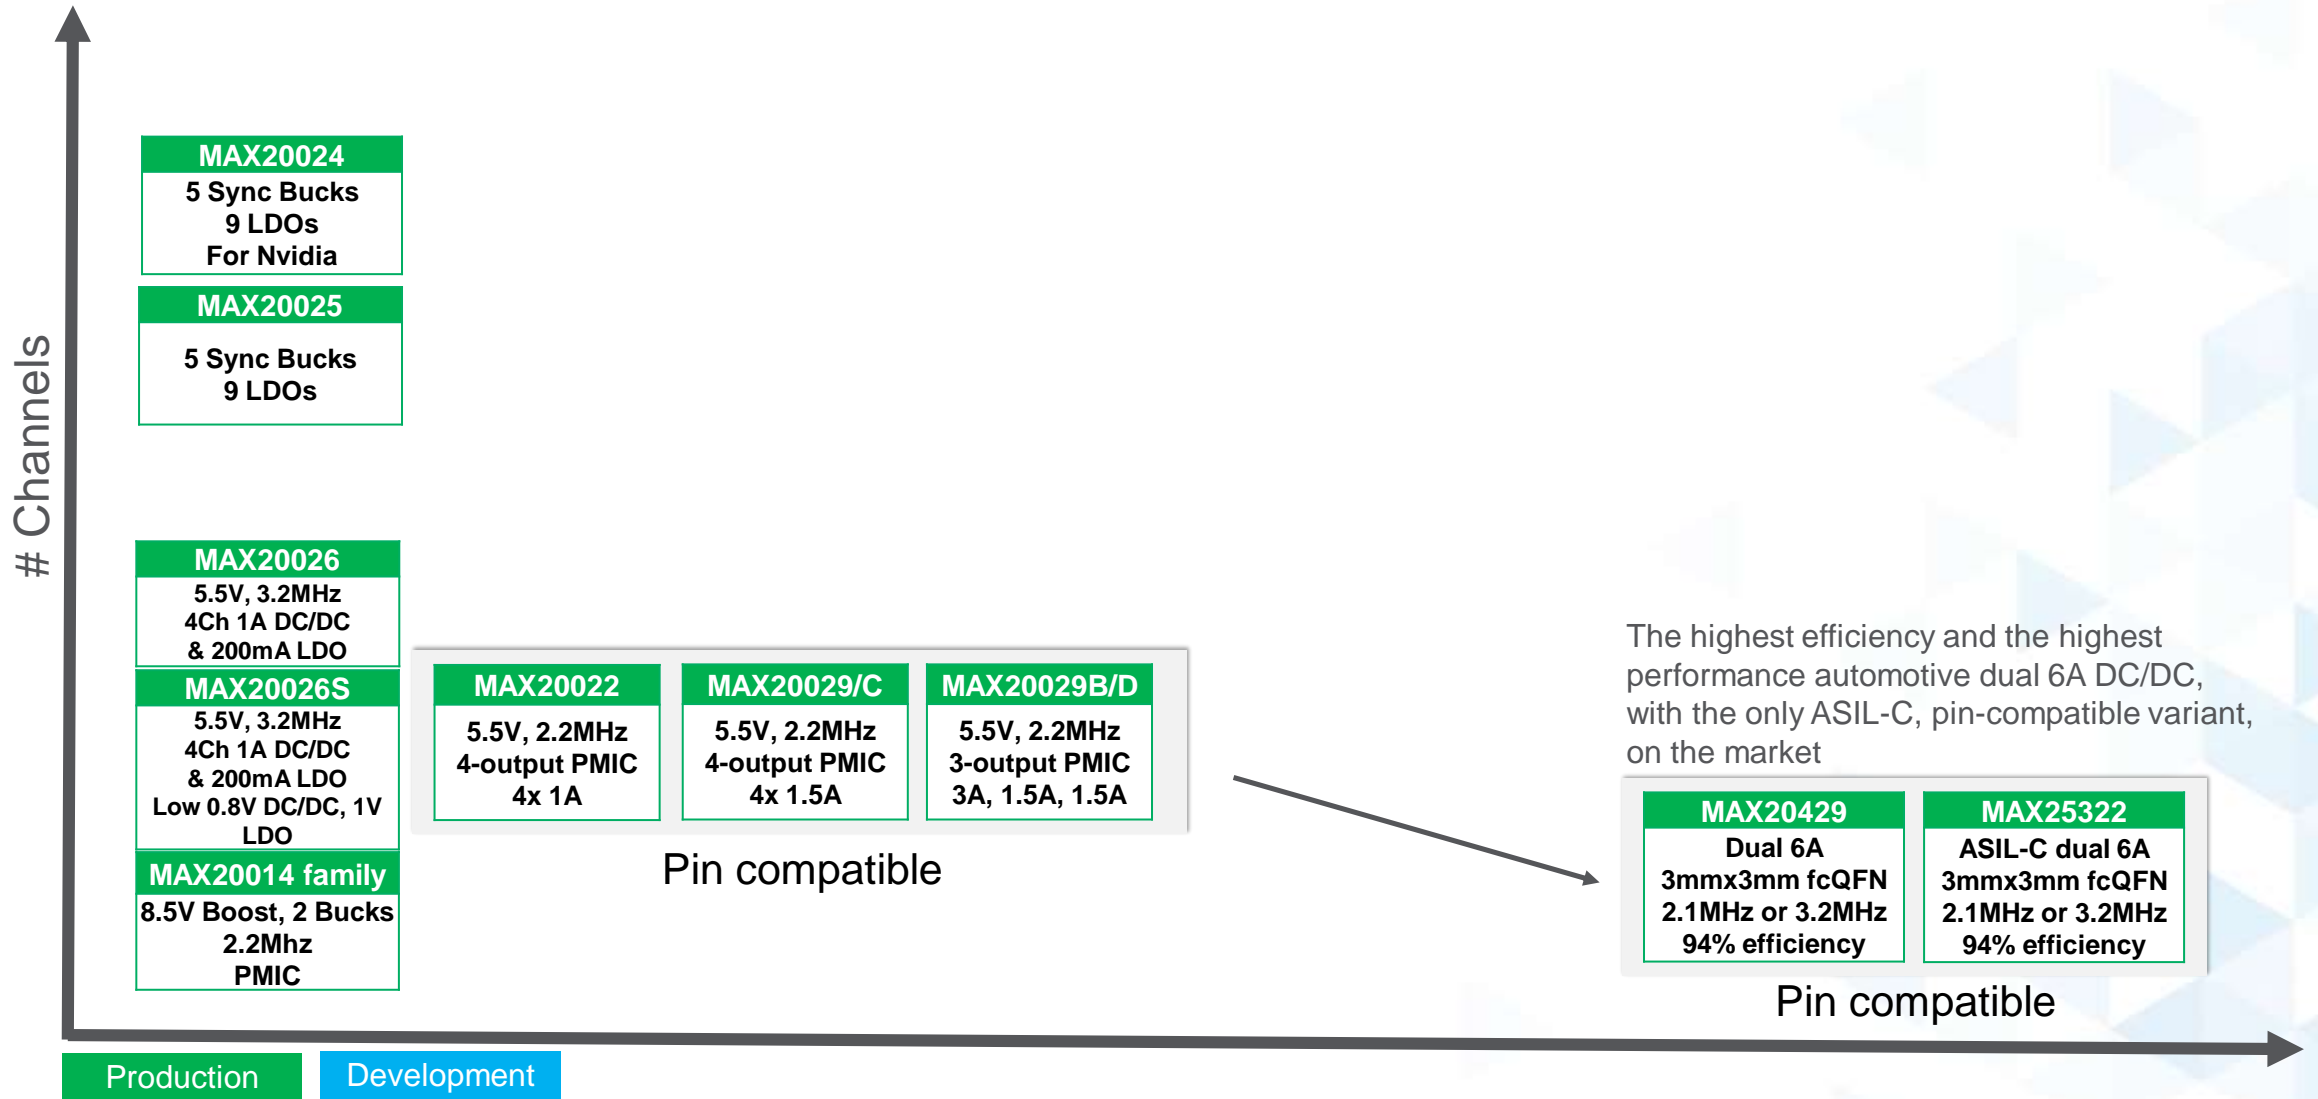 # Channels
MAX20024
5 Sync Bucks
9 LDOs
For Nvidia
MAX20025
5 Sync Bucks
9 LDOs
MAX20026
5.5V, 3.2MHz
4Ch 1A DC/DC
& 200mA LDO
MAX20026S
5.5V, 3.2MHz
4Ch 1A DC/DC
& 200mA LDO
Low 0.8V DC/DC, 1V
LDO
MAX20014 family
8.5V Boost, 2 Bucks
2.2Mhz
PMIC
MAX20022
5.5V, 2.2MHz
4-output PMIC
4x 1A
MAX20029/C
5.5V, 2.2MHz
4-output PMIC
4x 1.5A
MAX20029B/D
5.5V, 2.2MHz
3-output PMIC
3A, 1.5A, 1.5A
Pin compatible
The highest efficiency and the highest
performance automotive dual 6A DC/DC,
with the only ASIL-C, pin-compatible variant,
on the market
MAX20429
Dual 6A
3mmx3mm fcQFN
2.1MHz or 3.2MHz
94% efficiency
MAX25322
ASIL-C dual 6A
3mmx3mm fcQFN
2.1MHz or 3.2MHz
94% efficiency
Pin compatible
Production
Development